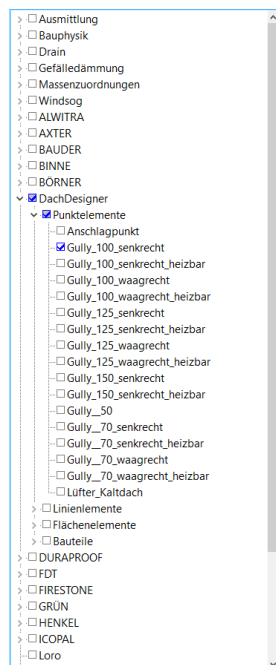 Ausmittlung
Bauphysik
Drain
Gefälledämmung
Massenzuordnungen
Windsog
ALWITRA
AXTER
BAUDER
BINNE
BÖRNER
DachDesigner
Punktelemente
Anschlagpunkt
Gully_100_senkrecht
Gully_100_senkrecht_heizbar
Gully_100_waagrecht
Gully_100_waagrecht_heizbar
Gully_125_senkrecht
Gully_125_senkrecht_heizbar
Gully_125_waagrecht
Gully_125_waagrecht_heizbar
Gully_150_senkrecht
Gully_150_senkrecht_heizbar
Gully__50
Gully__70_senkrecht
Gully__70_senkrecht_heizbar
Gully__70_waagrecht
Gully__70_waagrecht_heizbar
Lüfter_Kaltdach
Linienelemente
Flächenelemente
Bauteile
DURAPROOF
FDT
FIRESTONE
GRÜN
HENKEL
ICOPAL
Loro